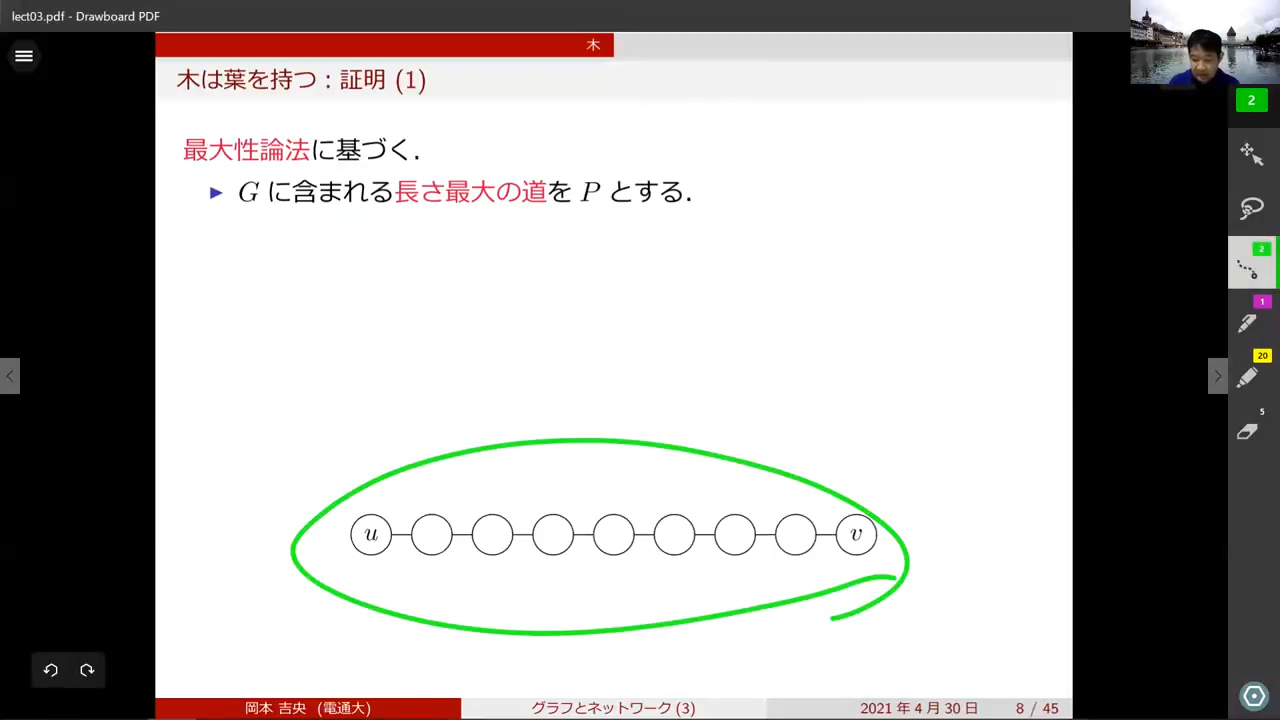 lect03.pdf - Drawboard PDF
木
木は葉を持つ : 証明 (1)
2
最大性論法に基づく.
▶ G に含まれる長さ最大の道を P とする.
2
1
20
5
u
v
岡本 吉央 (電通大)
グラフとネットワーク (3)
2021 年 4 月 30 日
8 / 45